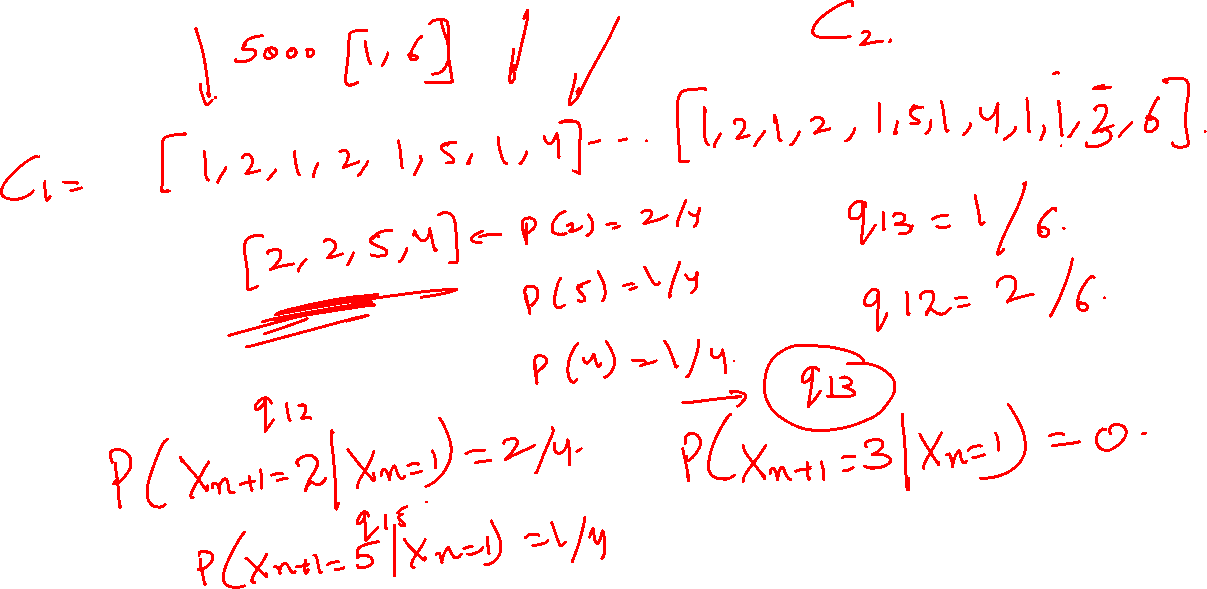 5000 [1,6]
C2.
C1= [1,2,1,2,1,5,1,4]--- [1,2,1,2,1,5,1,4,1,1,3,6].
[2,2,5,4] ← P(2)=2/4
P(5)=1/4
P(4)=1/4.
q13=1/6.
q12=2/6.
q12
P(Xn+1=2|Xn=1)=2/4.
q15
P(Xn+1=5|Xn=1)=1/4
→ q13
P(Xn+1=3|Xn=1)=0.